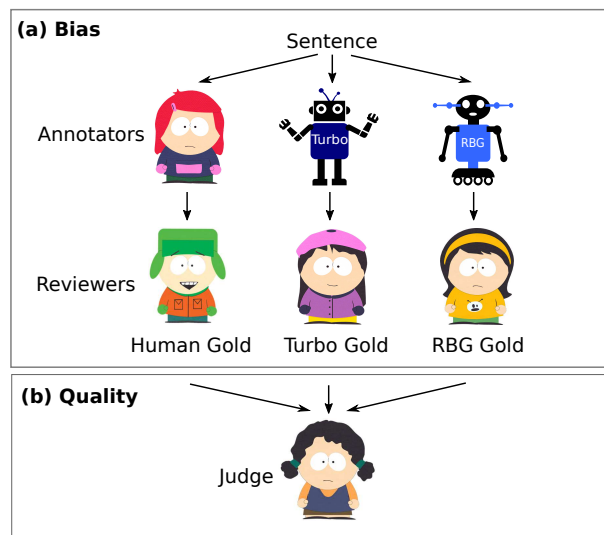 (a) Bias
Sentence
Annotators
Turbo
RBG
Reviewers
Human Gold
Turbo Gold
RBG Gold
(b) Quality
Judge